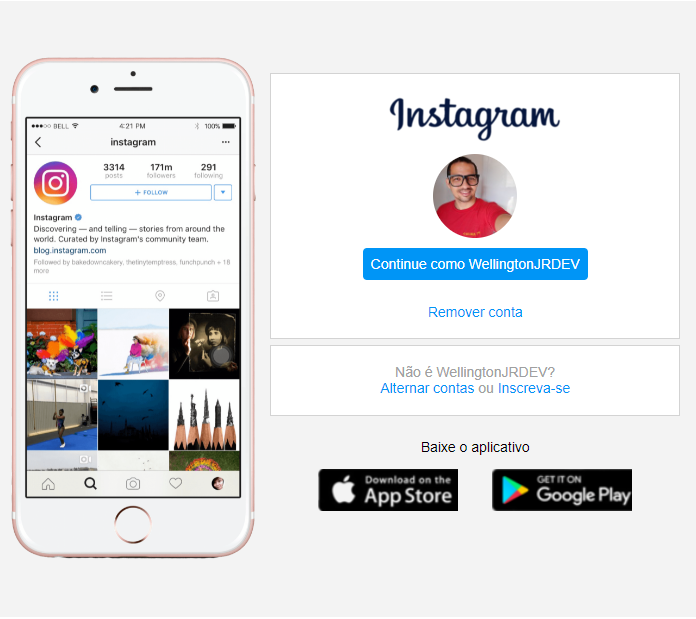 ●●●○○ BELL
4:21 PM
100%
instagram
3314
posts
171m
followers
291
following
+ FOLLOW
Instagram
Discovering — and telling — stories from around the
world. Curated by Instagram's community team.
blog.instagram.com
Followed by bakedowncakery, thetinytemptress, funchpunch + 18
more
Instagram
Continue como WellingtonJRDEV
Remover conta
Não é WellingtonJRDEV?
Alternar contas ou Inscreva-se
Baixe o aplicativo
Download on the
App Store
GET IT ON
Google Play